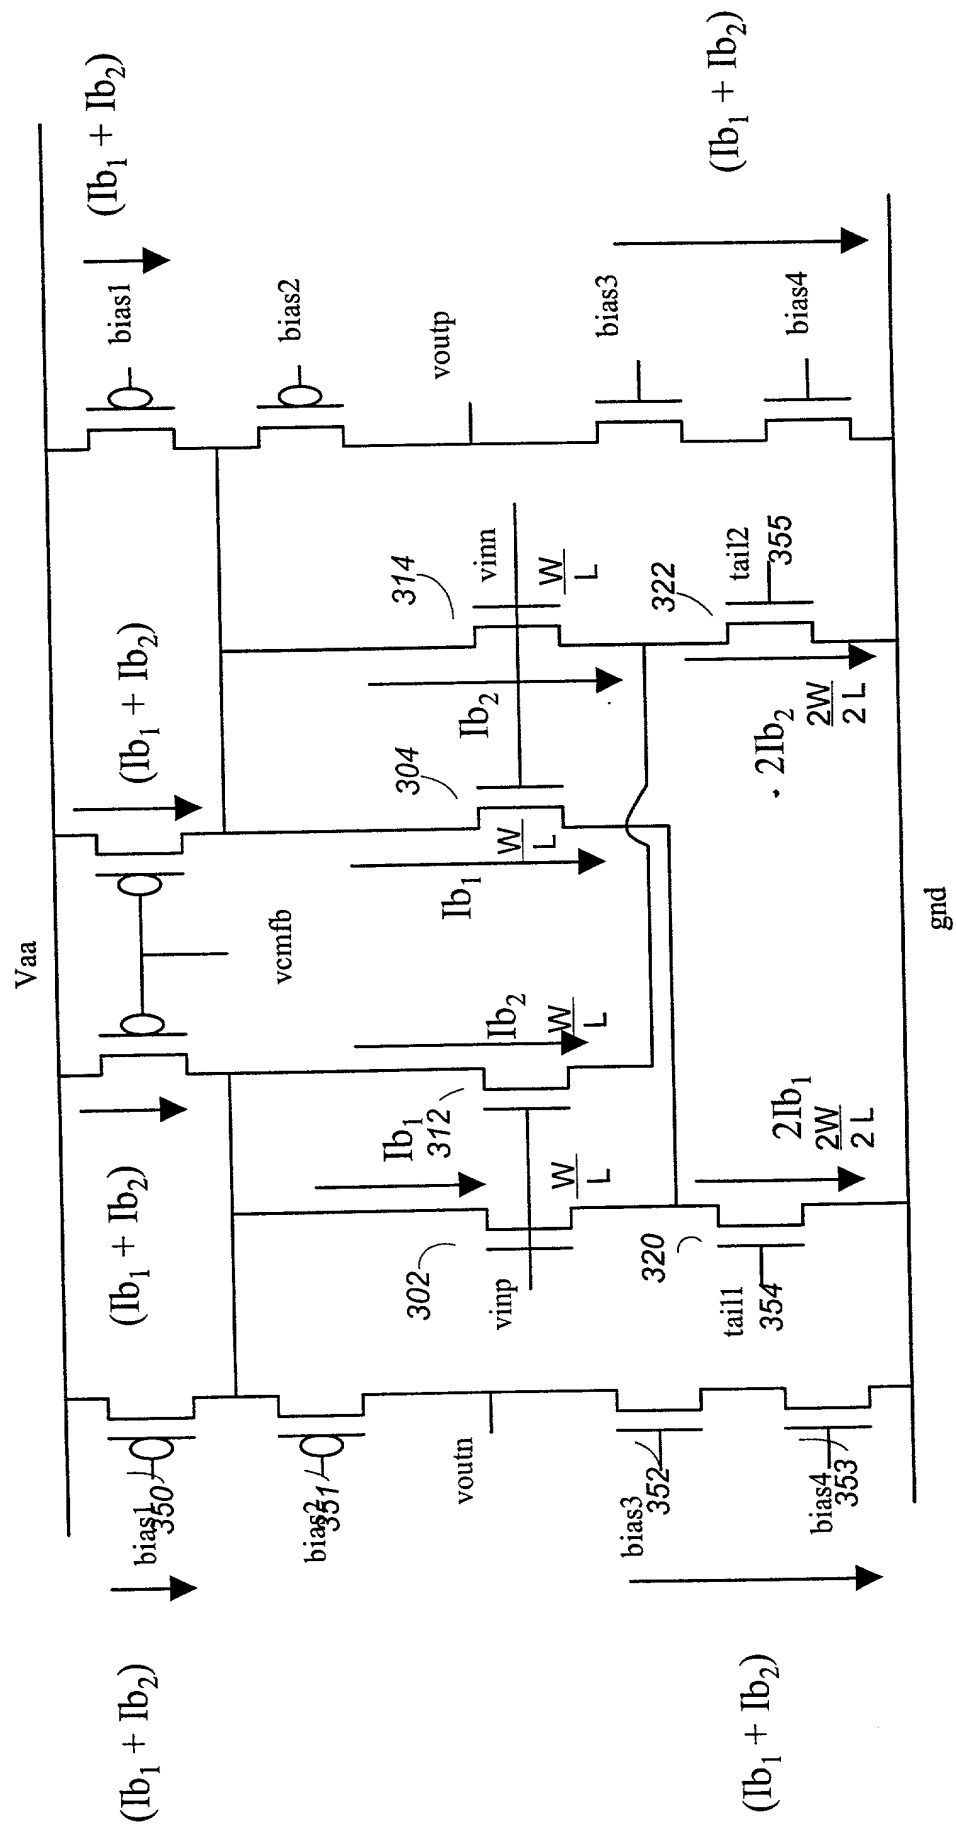 Vaa
(Ib1 + Ib2)
(Ib1 + Ib2)
(Ib1 + Ib2)
(Ib1 + Ib2)
bias1
350
vcmfb
bias1
bias2
351
bias2
voutn
voutp
302
vinp
Ib1
312
Ib2
W
L
W
L
Ib1
304
W
L
Ib2
314
vinn
W
L
bias3
352
bias3
320
322
tail1
354
2Ib1
2W
2 L
2Ib2
2W
2 L
tail2
355
bias4
353
bias4
(Ib1 + Ib2)
(Ib1 + Ib2)
gnd